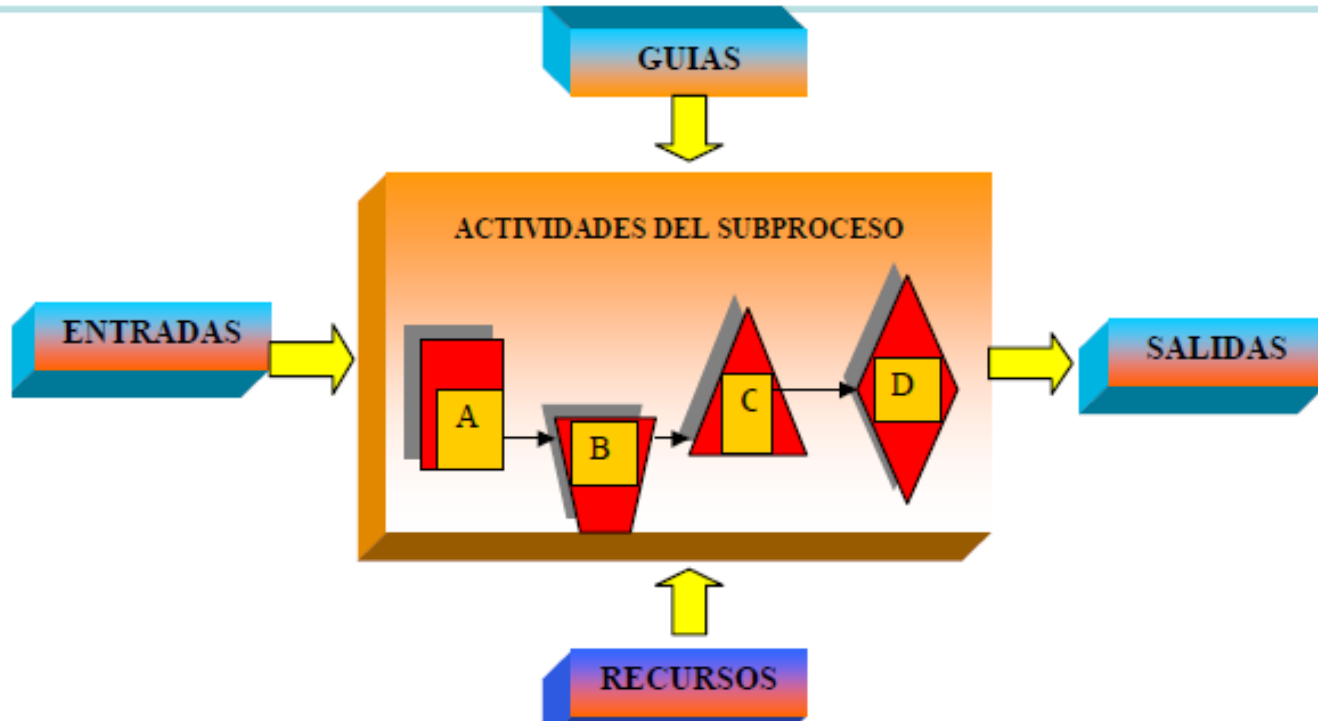 GUIAS
ACTIVIDADES DEL SUBPROCESO
ENTRADAS
SALIDAS
A
B
C
D
RECURSOS